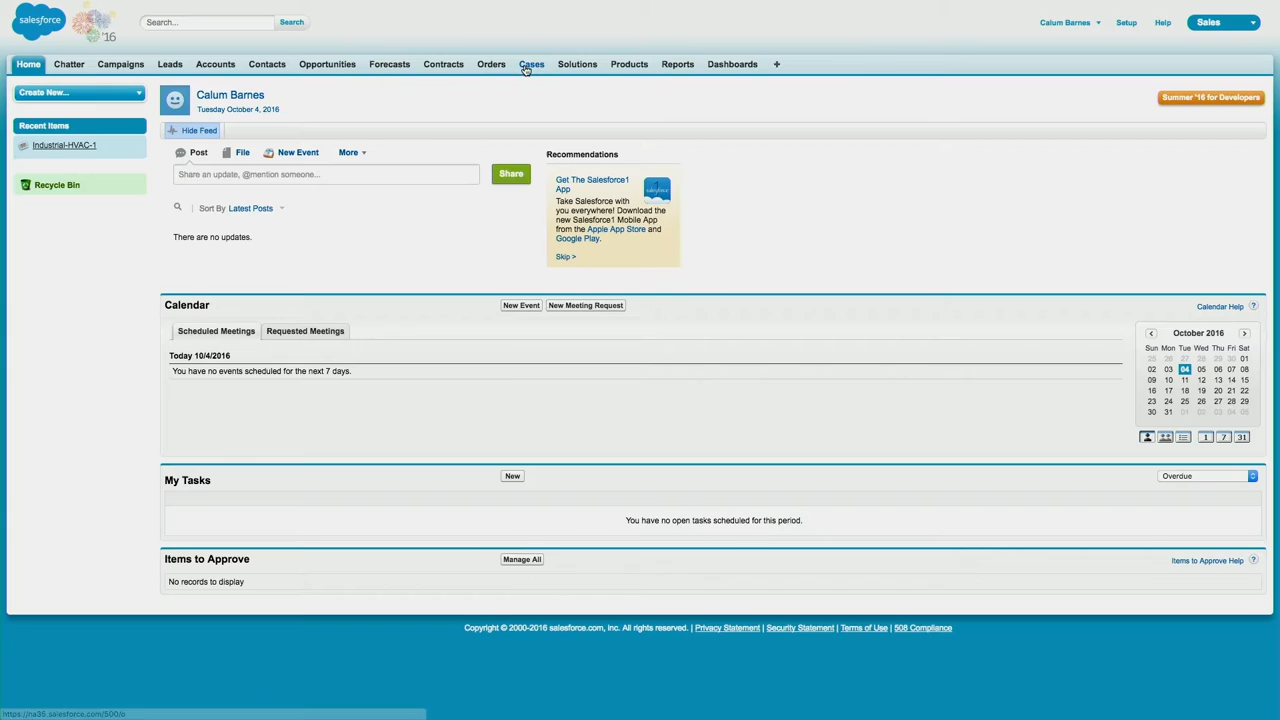 salesforce
'16
Search...
Search
Calum Barnes
Setup
Help
Sales
Home
Chatter
Campaigns
Leads
Accounts
Contacts
Opportunities
Forecasts
Contracts
Orders
Cases
Solutions
Products
Reports
Dashboards
+
Create New...
Recent Items
Industrial-HVAC-1
Recycle Bin
Calum Barnes
Tuesday October 4, 2016
Summer '16 for Developers
Hide Feed
Post
File
New Event
More
Share an update, @mention someone...
Share
Sort By Latest Posts
There are no updates.
Recommendations
Get The Salesforce1
App
Take Salesforce with
you everywhere! Download the
new Salesforce1 Mobile App
from the Apple App Store and
Google Play.
Skip >
Calendar
New Event
New Meeting Request
Calendar Help ?
Scheduled Meetings
Requested Meetings
Today 10/4/2016
You have no events scheduled for the next 7 days.
October 2016
Sun Mon Tue Wed Thu Fri Sat
25 26 27 28 29 30 01
02 03 04 05 06 07 08
09 10 11 12 13 14 15
16 17 18 19 20 21 22
23 24 25 26 27 28 29
30 31 01 02 03 04 05
1 7 31
My Tasks
New
Overdue
You have no open tasks scheduled for this period.
Items to Approve
Manage All
Items to Approve Help ?
No records to display
Copyright © 2000-2016 salesforce.com, inc. All rights reserved. | Privacy Statement | Security Statement | Terms of Use | 508 Compliance
https://na35.salesforce.com/500/o